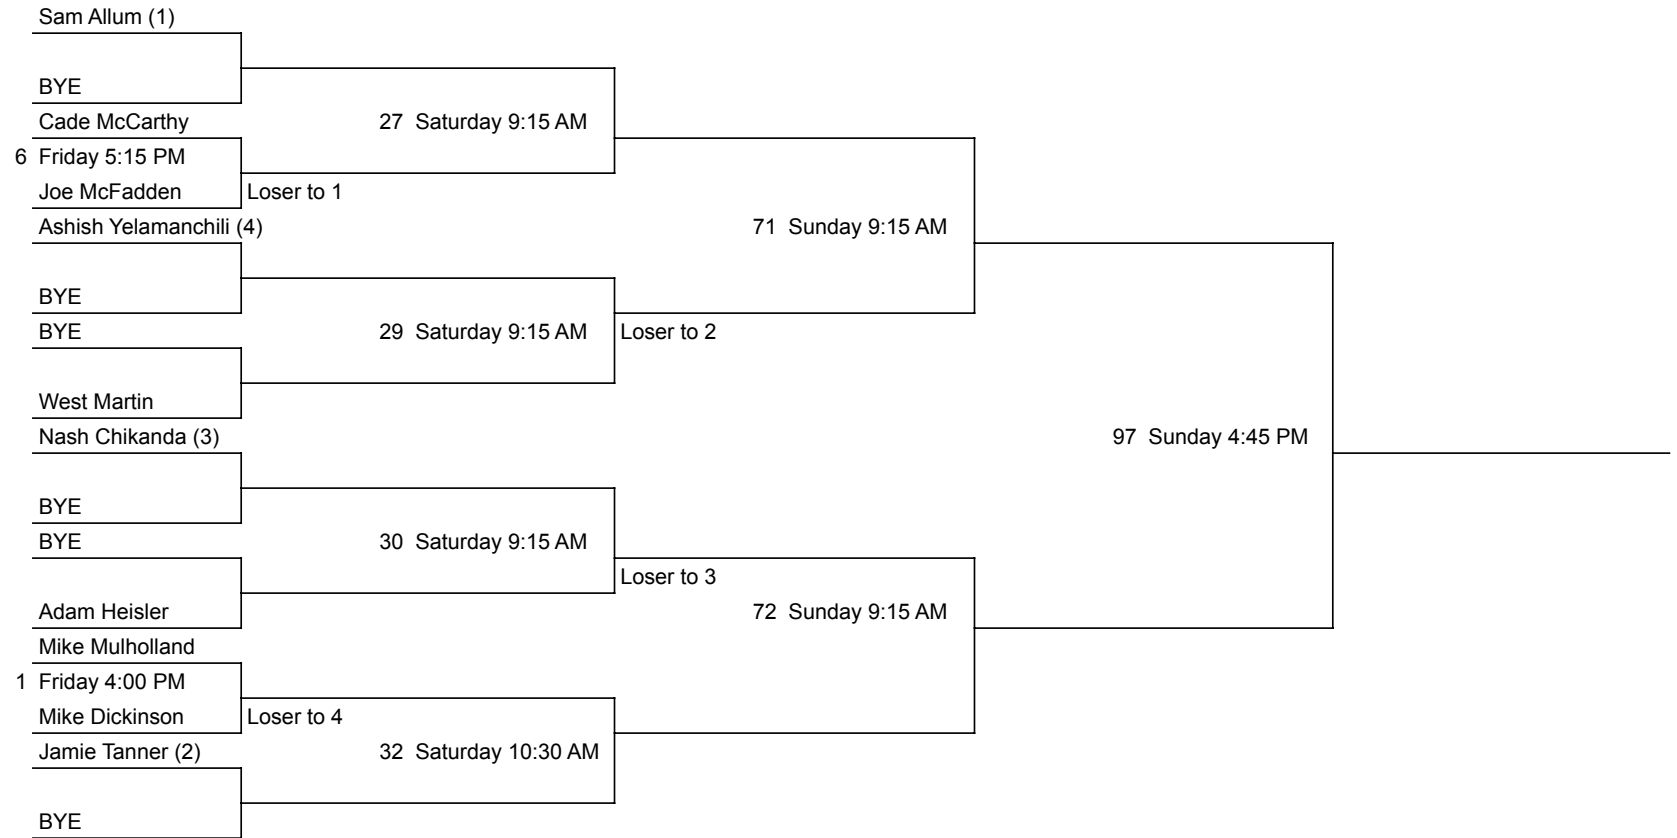 Sam Allum (1)
BYE
Cade McCarthy
27 Saturday 9:15 AM
6 Friday 5:15 PM
Joe McFadden
Loser to 1
Ashish Yelamanchili (4)
71 Sunday 9:15 AM
BYE
BYE
29 Saturday 9:15 AM
Loser to 2
West Martin
Nash Chikanda (3)
97 Sunday 4:45 PM
BYE
BYE
30 Saturday 9:15 AM
Loser to 3
Adam Heisler
72 Sunday 9:15 AM
Mike Mulholland
1 Friday 4:00 PM
Mike Dickinson
Loser to 4
Jamie Tanner (2)
32 Saturday 10:30 AM
BYE